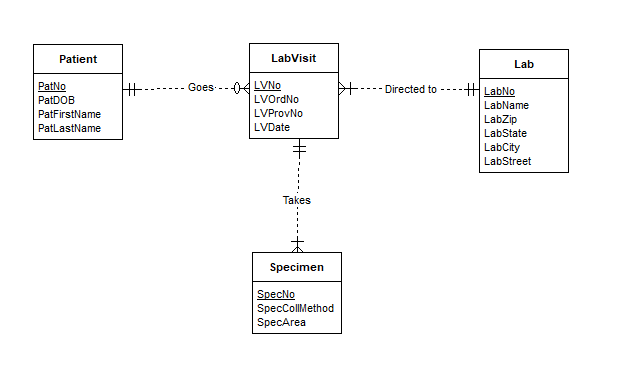 Patient
PatNo
PatDOB
PatFirstName
PatLastName
Goes
LabVisit
LVNo
LVOrdNo
LVProvNo
LVDate
Directed to
Lab
LabNo
LabName
LabZip
LabState
LabCity
LabStreet
Takes
Specimen
SpecNo
SpecCollMethod
SpecArea